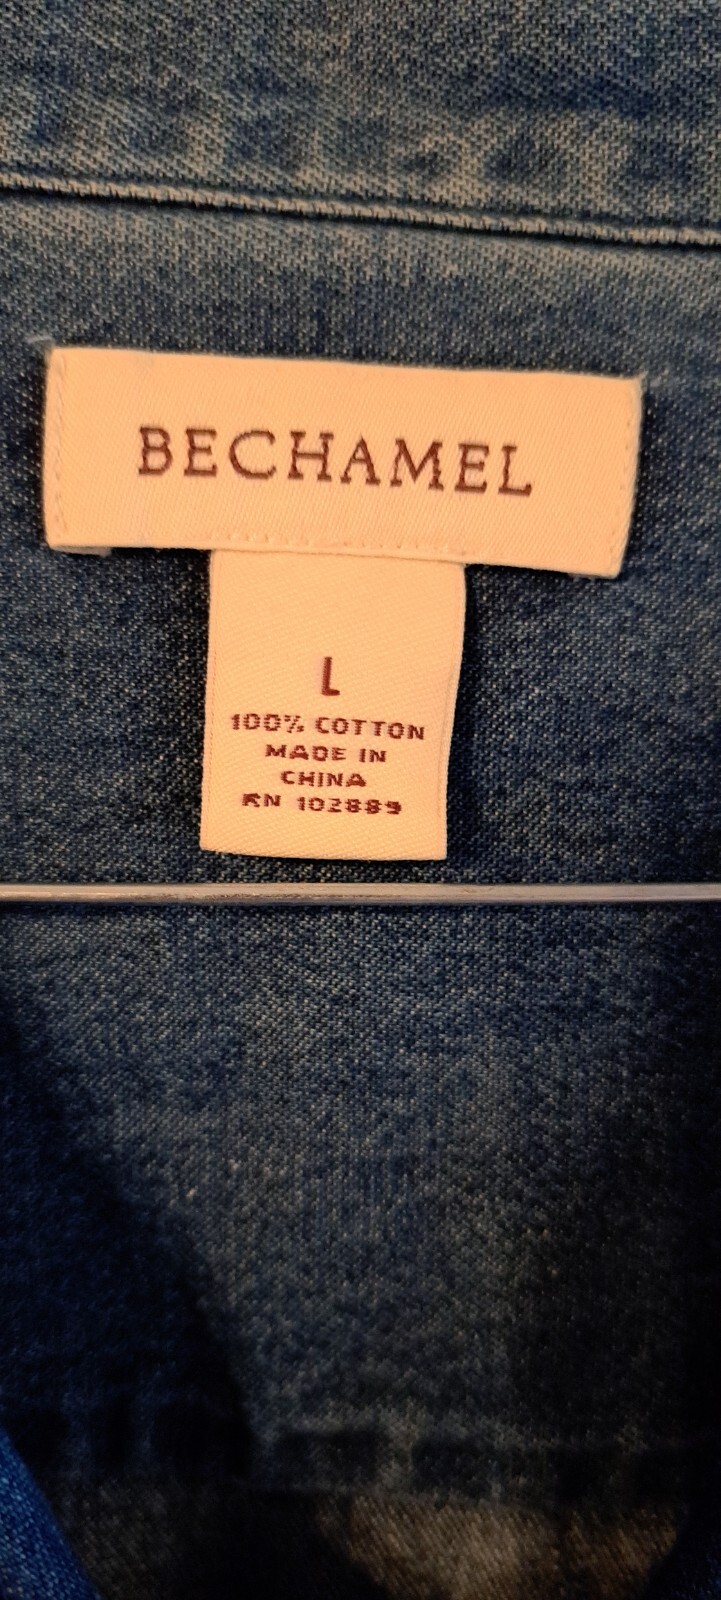 BECHAMEL
L
100% COTTON
MADE IN
CHINA
RN 102889